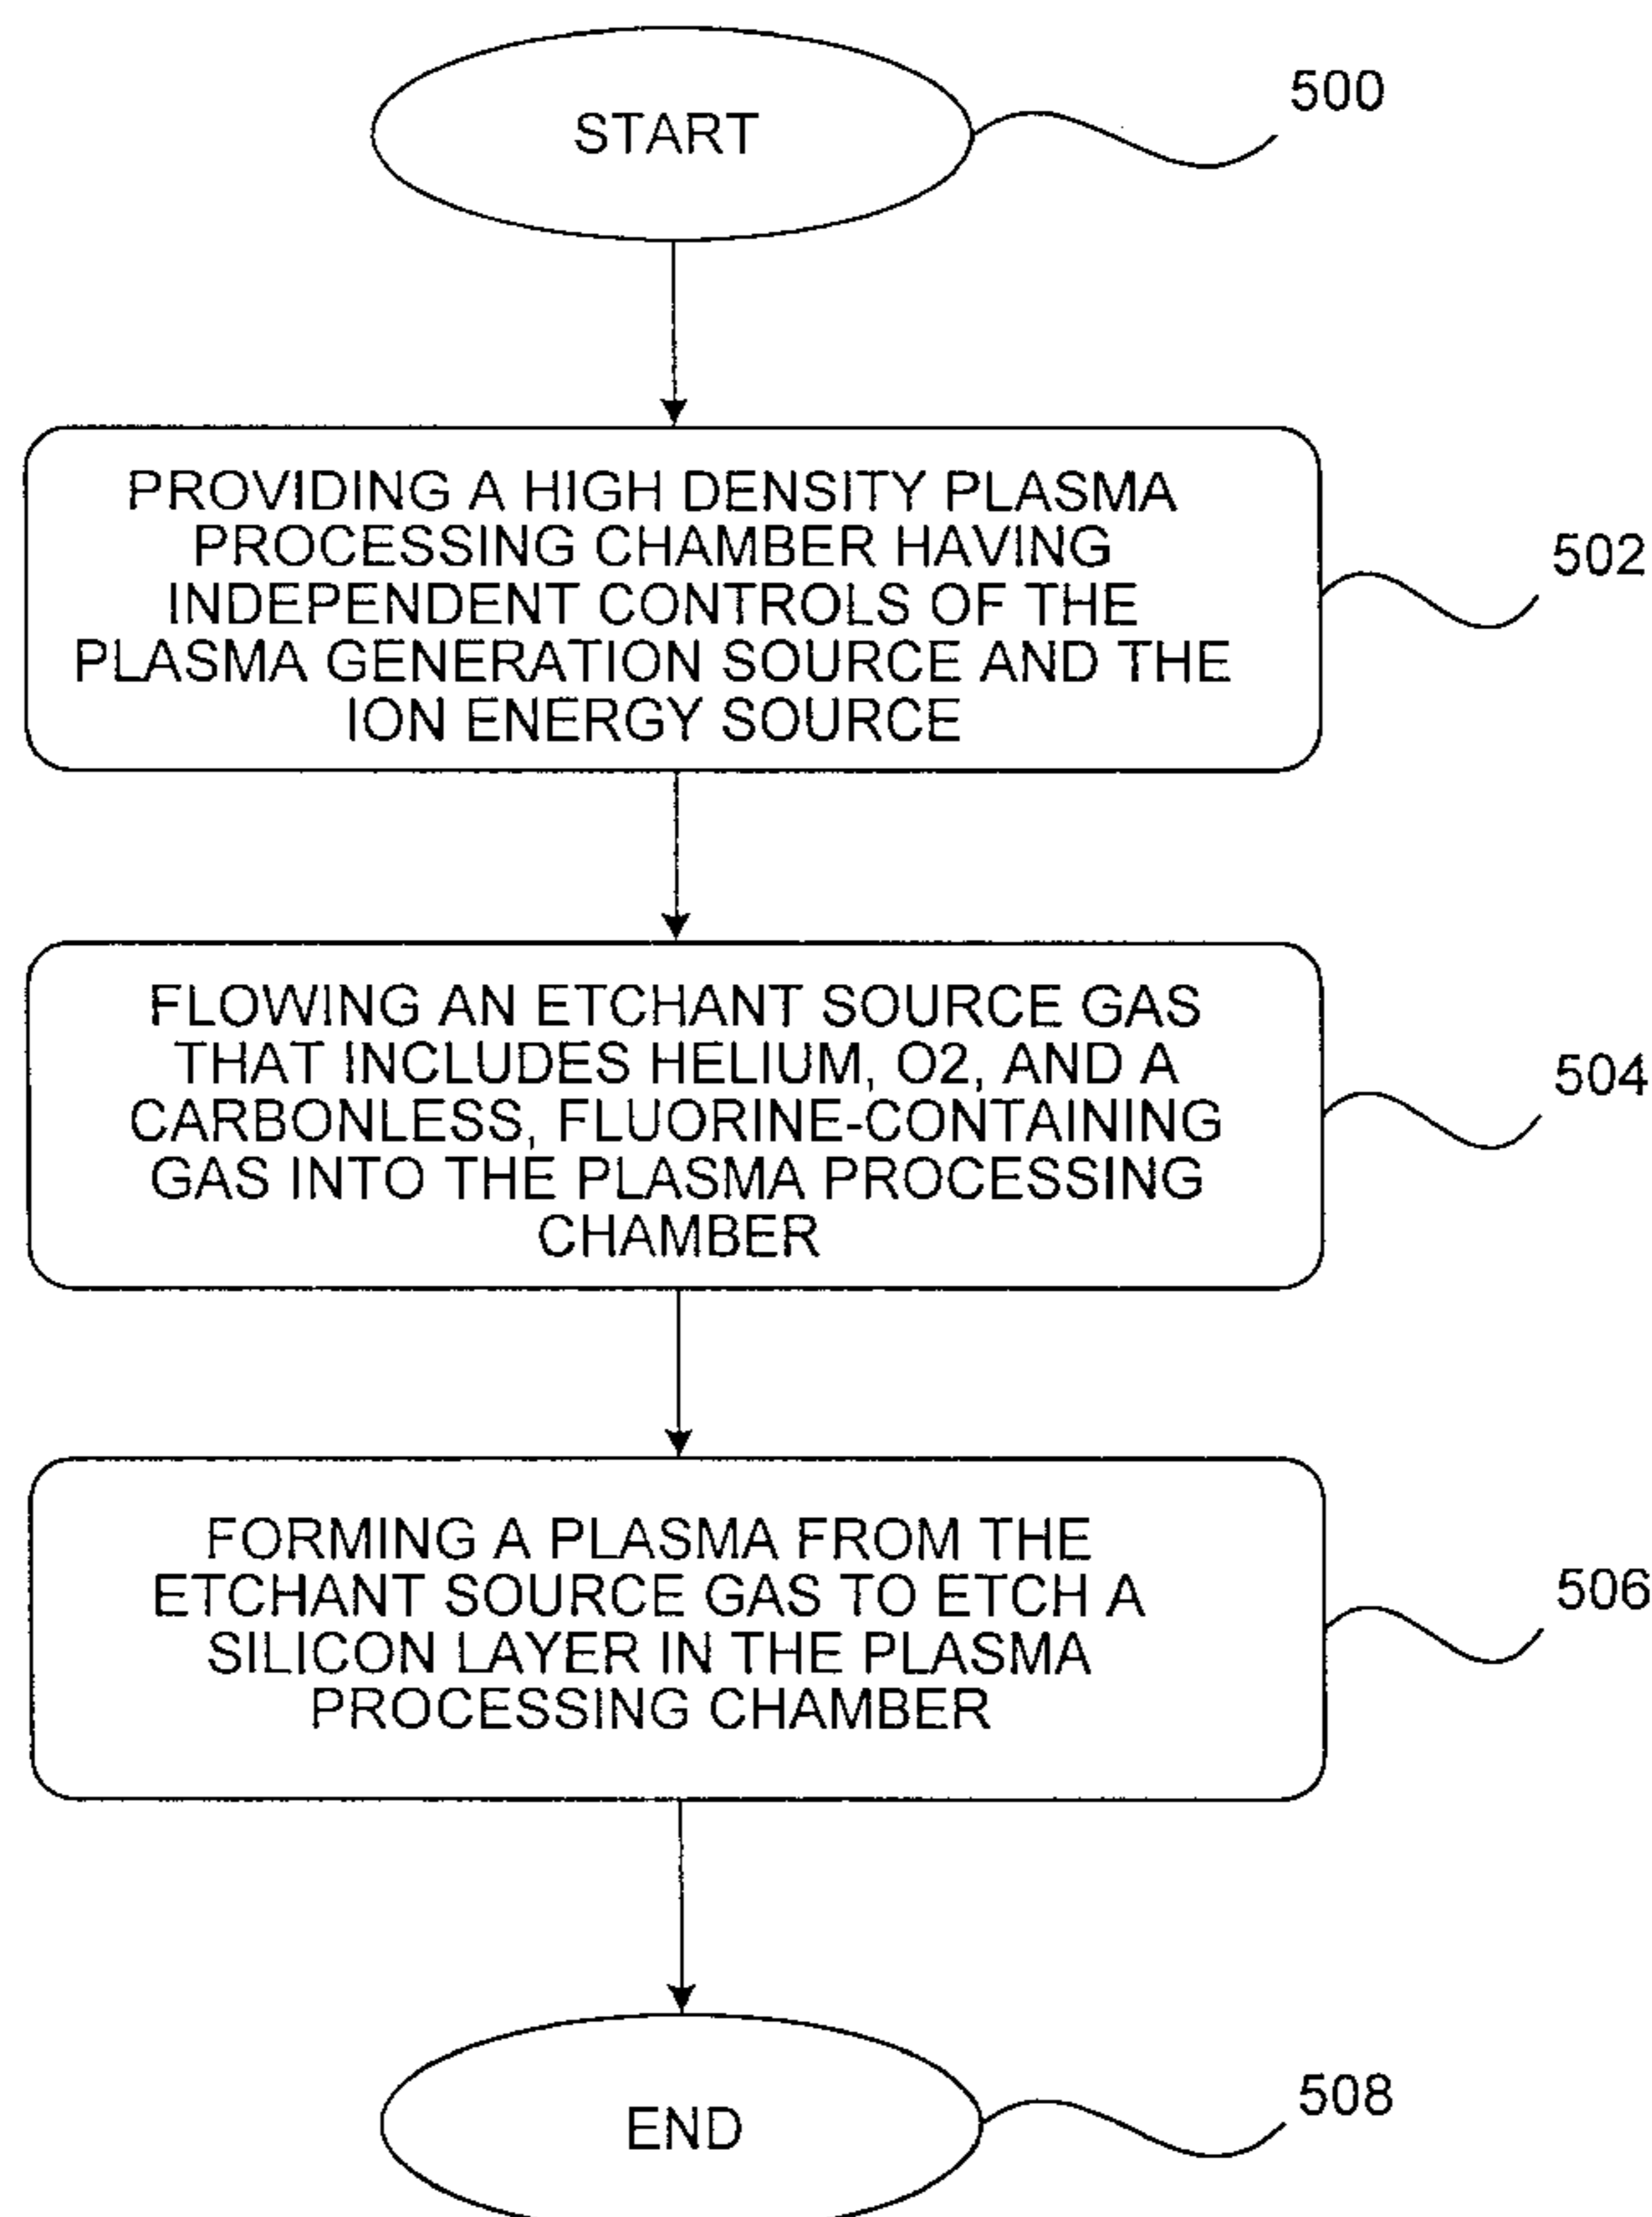 START
500
PROVIDING A HIGH DENSITY PLASMA
PROCESSING CHAMBER HAVING
INDEPENDENT CONTROLS OF THE
PLASMA GENERATION SOURCE AND THE
ION ENERGY SOURCE
502
FLOWING AN ETCHANT SOURCE GAS
THAT INCLUDES HELIUM, O2, AND A
CARBONLESS, FLUORINE-CONTAINING
GAS INTO THE PLASMA PROCESSING
CHAMBER
504
FORMING A PLASMA FROM THE
ETCHANT SOURCE GAS TO ETCH A
SILICON LAYER IN THE PLASMA
PROCESSING CHAMBER
506
END
508